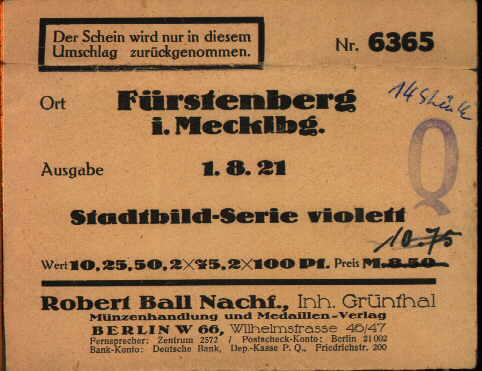 Der Schein wird nur in diesem
Umschlag zurückgenommen.
Nr. 6365
14 Stück
Ort Fürstenberg
i. Mecklbg.
Q
Ausgabe 1. 8. 21
Stadtbild-Serie violett
10.75
Wert 10, 25, 50, 2×75, 2×100 Pf. Preis M 8.50
Robert Ball Nachf., Inh. Grünthal
Münzenhandlung und Medaillen-Verlag
BERLIN W 66, Wilhelmstrasse 46/47
Fernsprecher: Zentrum 2572 / Postscheck-Konto: Berlin 21 002
Bank-Konto: Deutsche Bank, Dep.-Kasse P. Q., Friedrichstr. 200